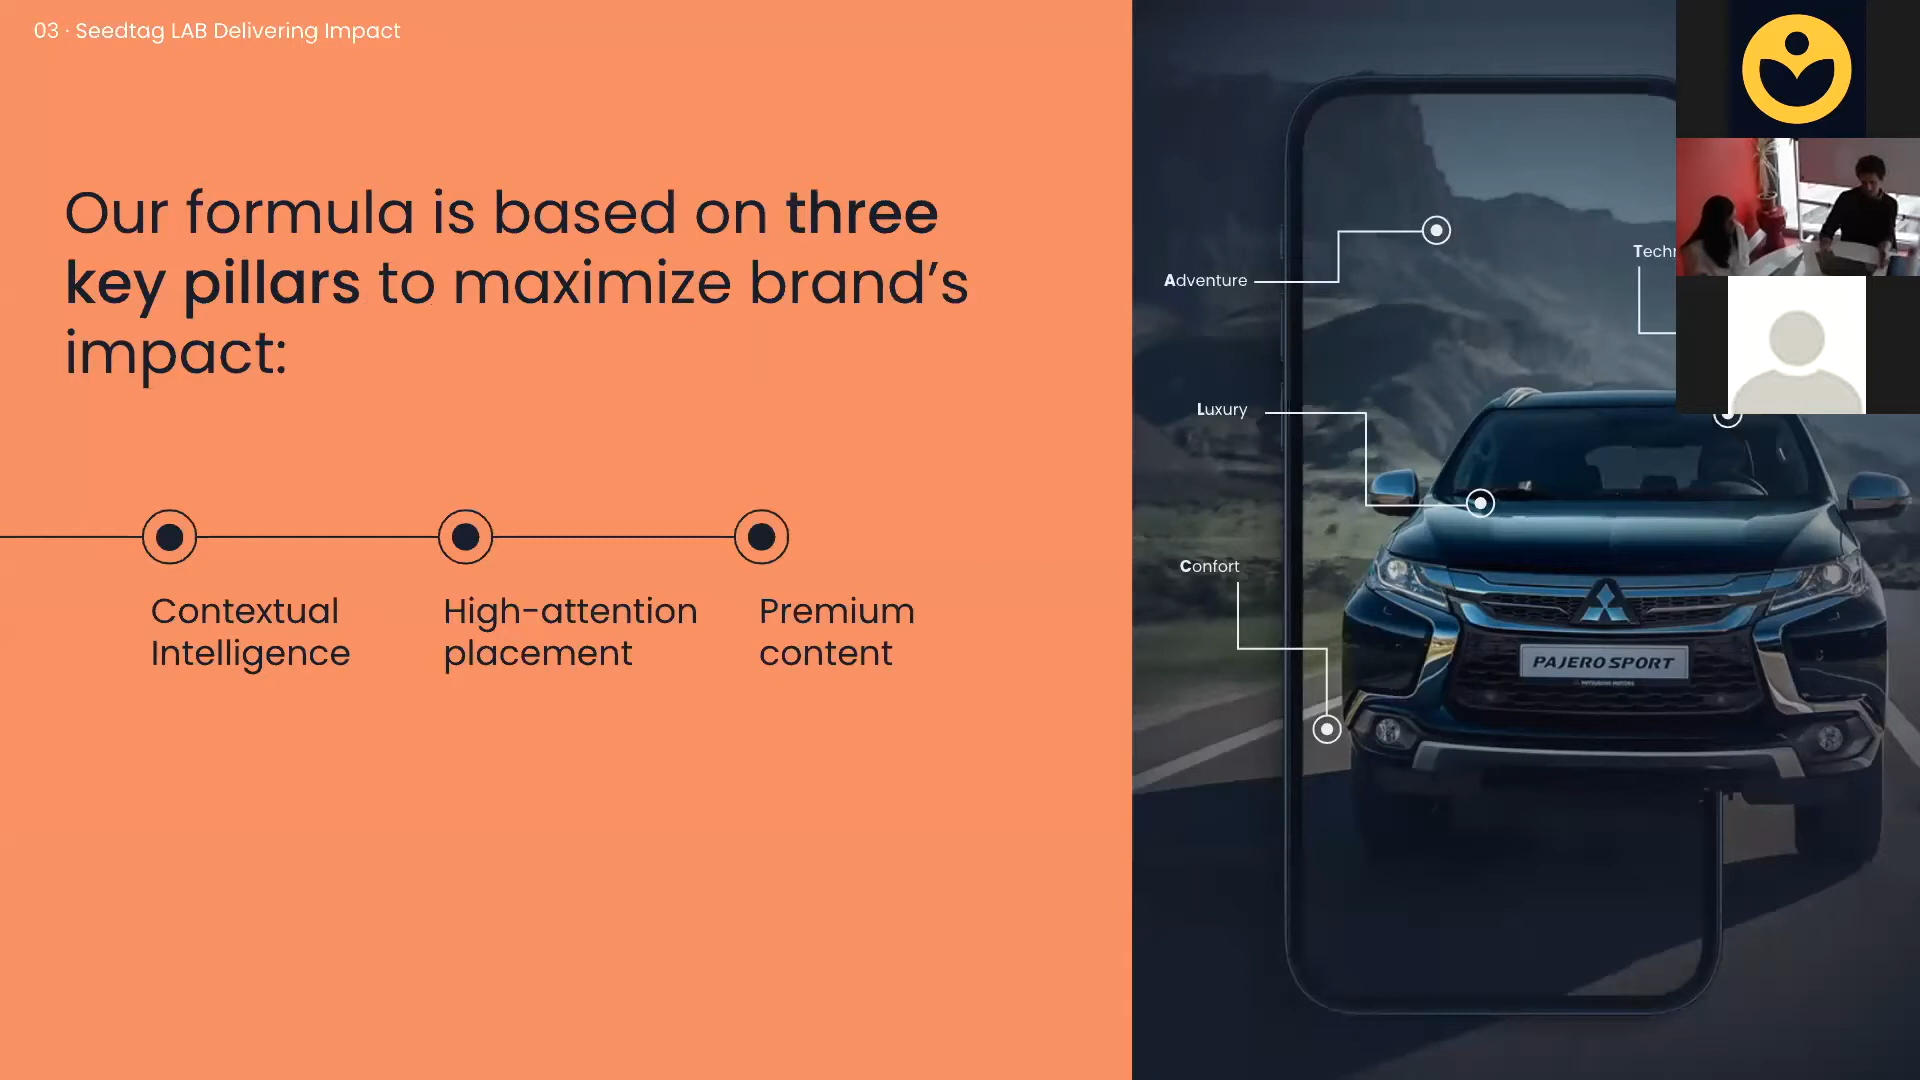 03 · Seedtag LAB Delivering Impact
Our formula is based on three
key pillars to maximize brand’s
impact:
Contextual
Intelligence
High-attention
placement
Premium
content
Adventure
Luxury
Confort
PAJERO SPORT